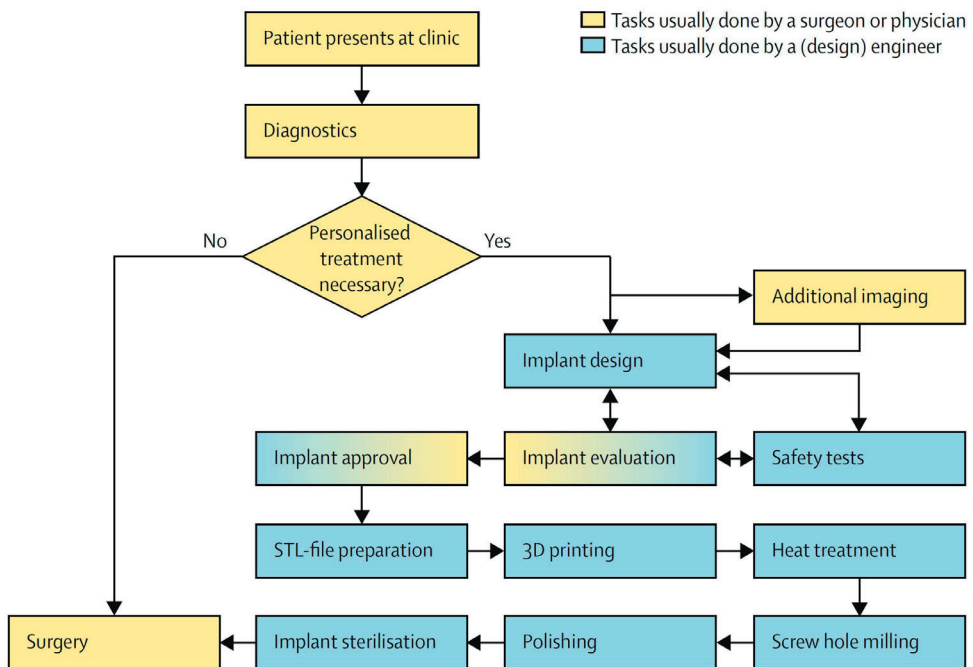 Tasks usually done by a surgeon or physician
Tasks usually done by a (design) engineer
Patient presents at clinic
Diagnostics
Personalised
treatment
necessary?
No
Yes
Additional imaging
Implant design
Implant approval
Implant evaluation
Safety tests
STL-file preparation
3D printing
Heat treatment
Surgery
Implant sterilisation
Polishing
Screw hole milling